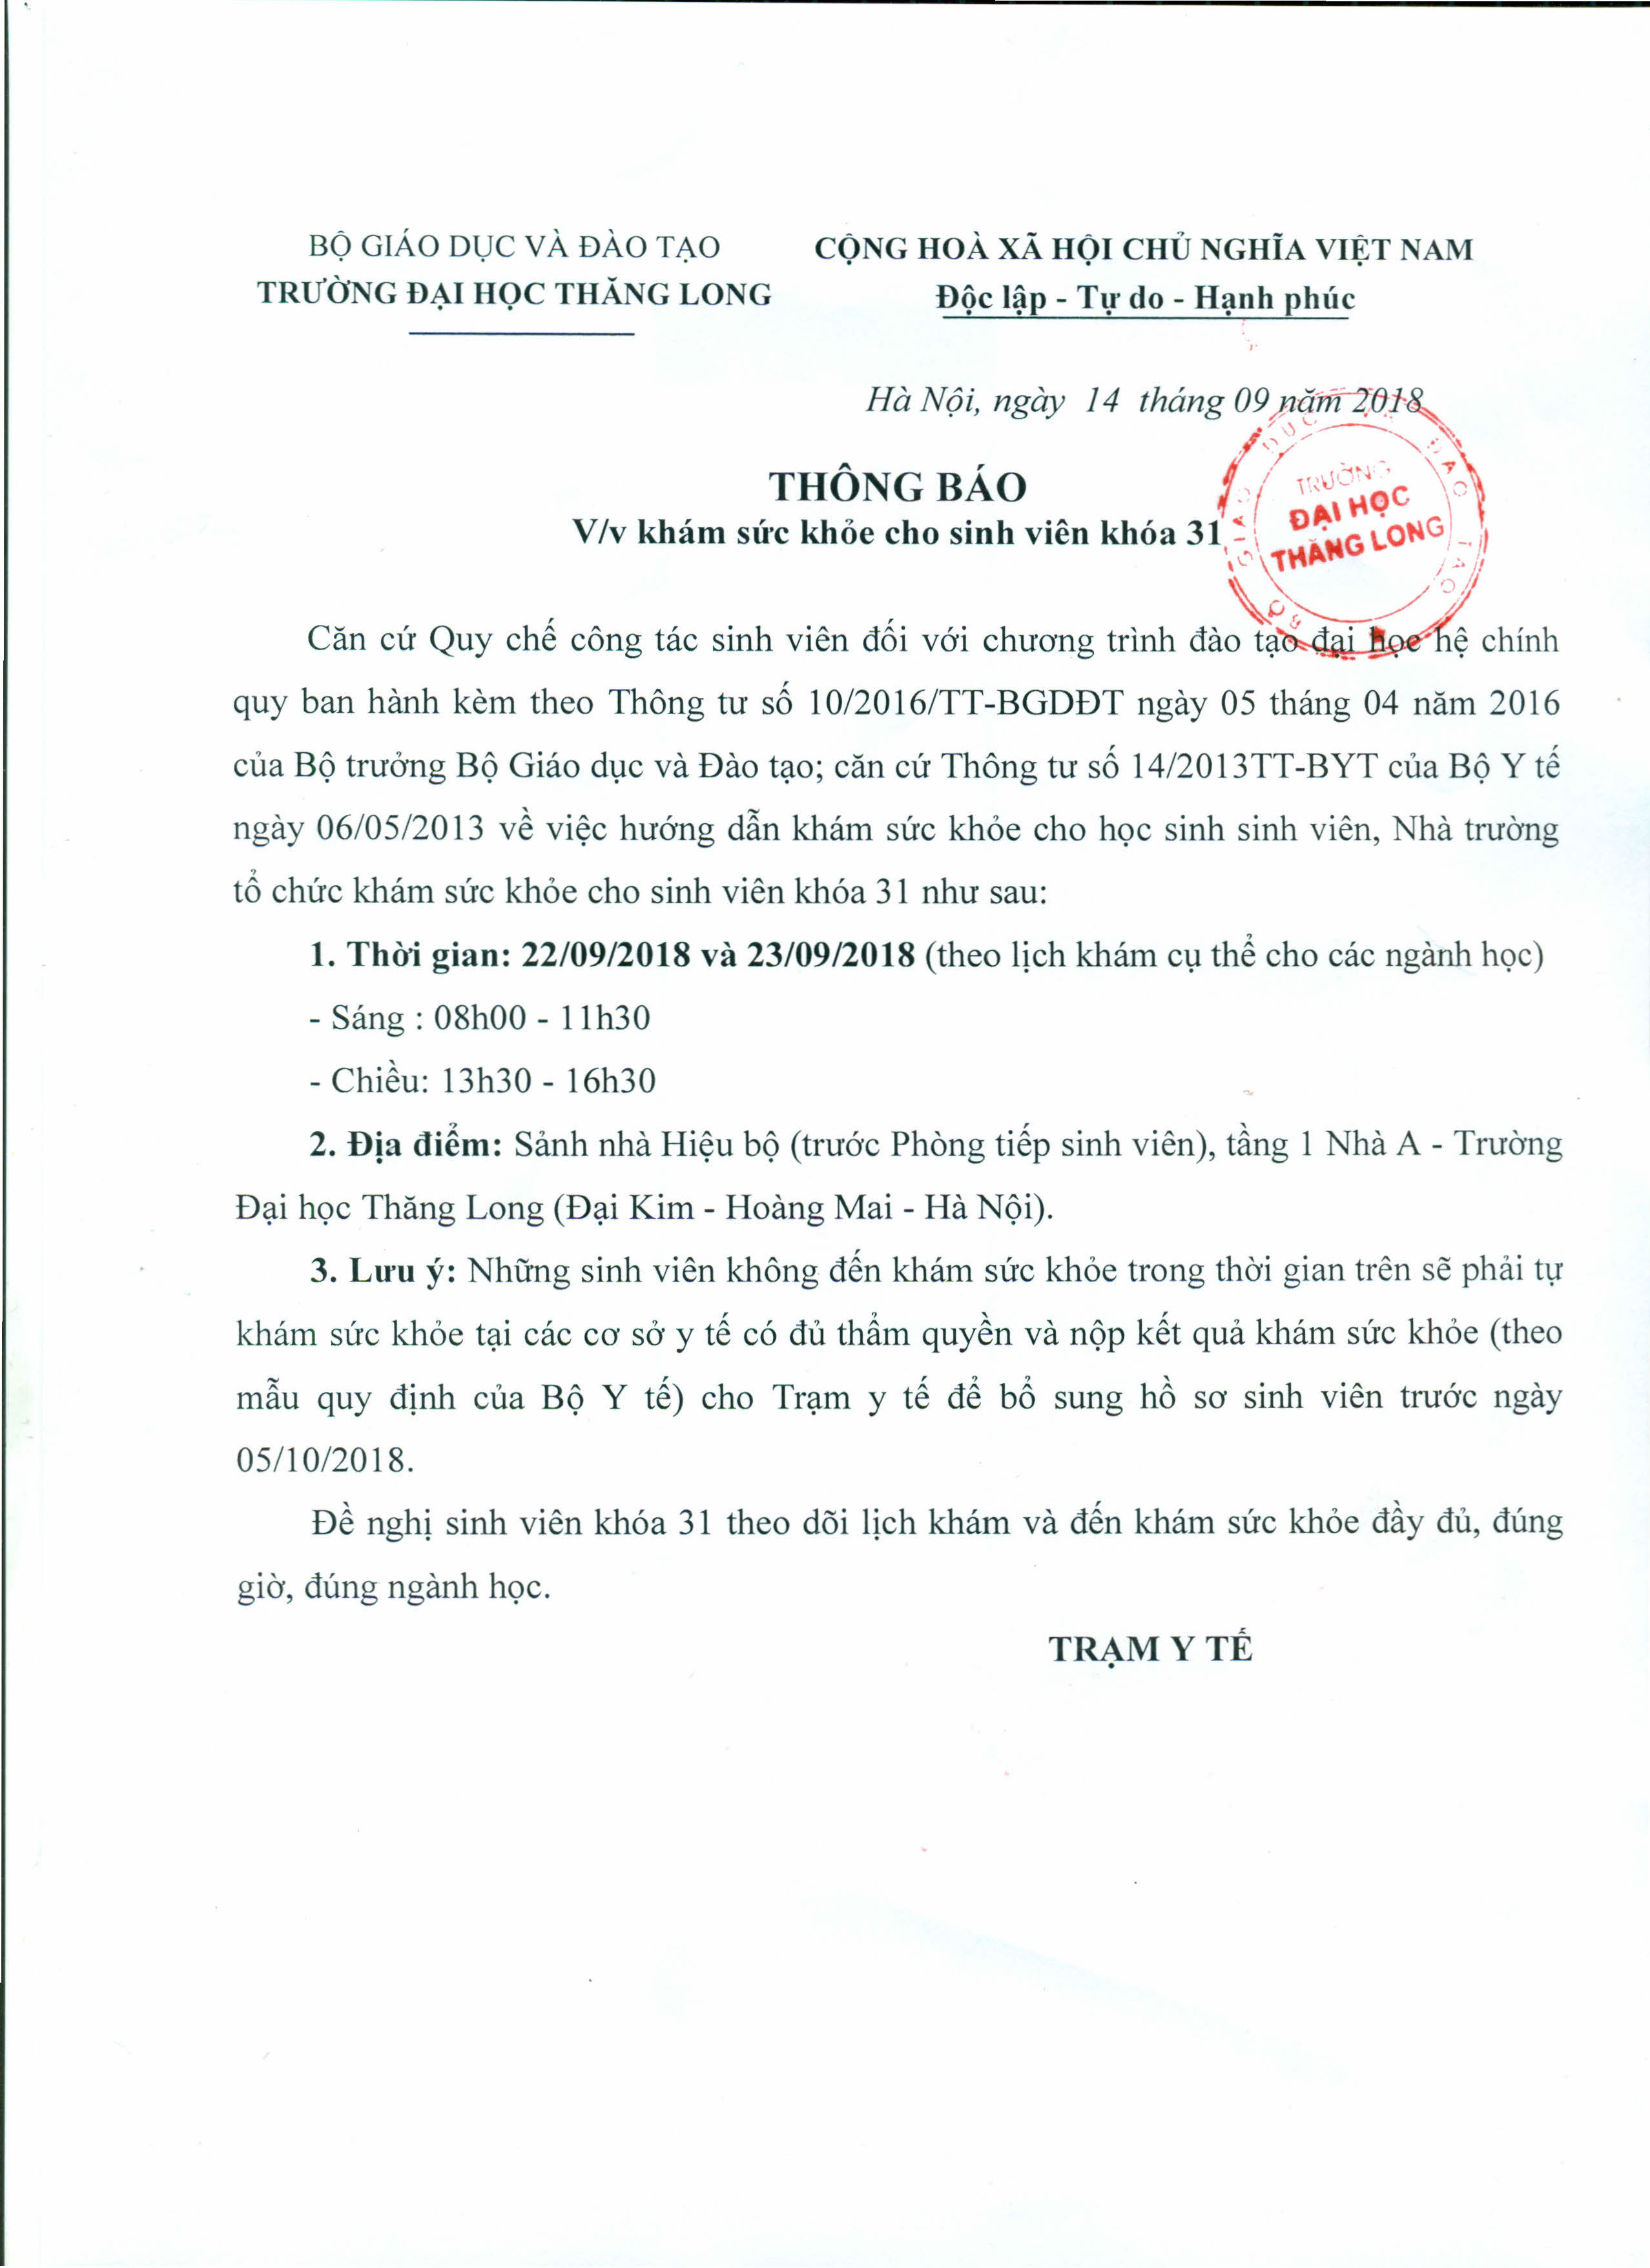 BỘ GIÁO DỤC VÀ ĐÀO TẠO
TRƯỜNG ĐẠI HỌC THĂNG LONG
CỘNG HOÀ XÃ HỘI CHỦ NGHĨA VIỆT NAM
Độc lập - Tự do - Hạnh phúc
Hà Nội, ngày 14 tháng 09 năm 2018
THÔNG BÁO
V/v khám sức khỏe cho sinh viên khóa 31
BỘ GIÁO DỤC VÀ ĐÀO TẠO
TRƯỜNG
ĐẠI HỌC
THĂNG LONG
Căn cứ Quy chế công tác sinh viên đối với chương trình đào tạo đại học hệ chính
quy ban hành kèm theo Thông tư số 10/2016/TT-BGDĐT ngày 05 tháng 04 năm 2016
của Bộ trưởng Bộ Giáo dục và Đào tạo; căn cứ Thông tư số 14/2013TT-BYT của Bộ Y tế
ngày 06/05/2013 về việc hướng dẫn khám sức khỏe cho học sinh sinh viên, Nhà trường
tổ chức khám sức khỏe cho sinh viên khóa 31 như sau:
1. Thời gian: 22/09/2018 và 23/09/2018 (theo lịch khám cụ thể cho các ngành học)
- Sáng : 08h00 - 11h30
- Chiều: 13h30 - 16h30
2. Địa điểm: Sảnh nhà Hiệu bộ (trước Phòng tiếp sinh viên), tầng 1 Nhà A - Trường
Đại học Thăng Long (Đại Kim - Hoàng Mai - Hà Nội).
3. Lưu ý: Những sinh viên không đến khám sức khỏe trong thời gian trên sẽ phải tự
khám sức khỏe tại các cơ sở y tế có đủ thẩm quyền và nộp kết quả khám sức khỏe (theo
mẫu quy định của Bộ Y tế) cho Trạm y tế để bổ sung hồ sơ sinh viên trước ngày
05/10/2018.
Đề nghị sinh viên khóa 31 theo dõi lịch khám và đến khám sức khỏe đầy đủ, đúng
giờ, đúng ngành học.
TRẠM Y TẾ